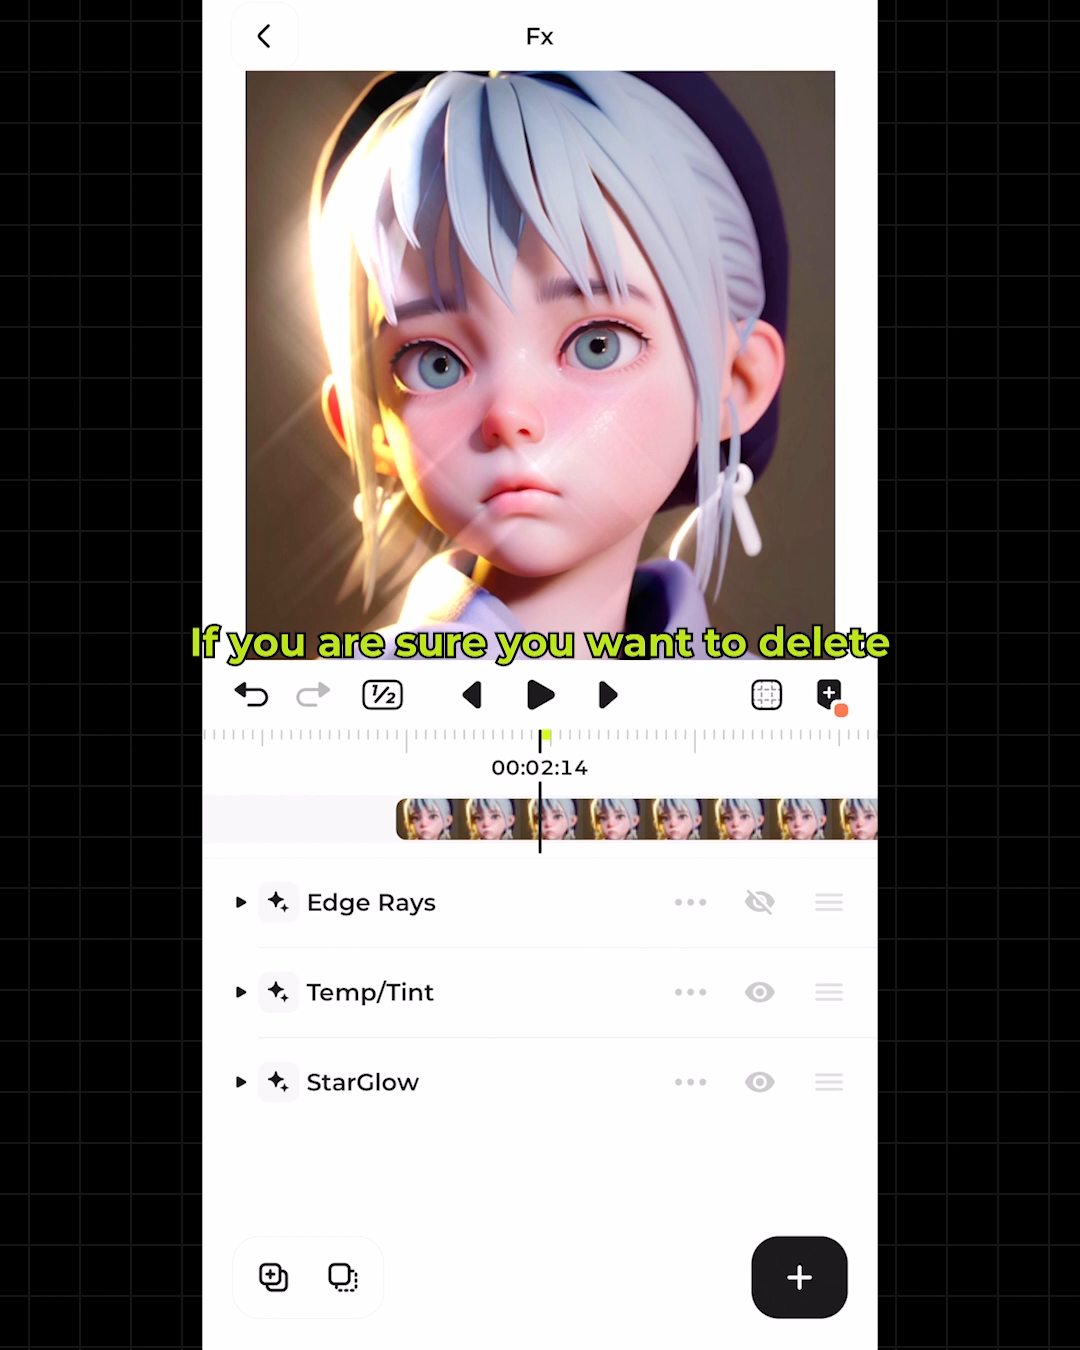 Fx
If you are sure you want to delete
1/2
00:02:14
Edge Rays
Temp/Tint
StarGlow